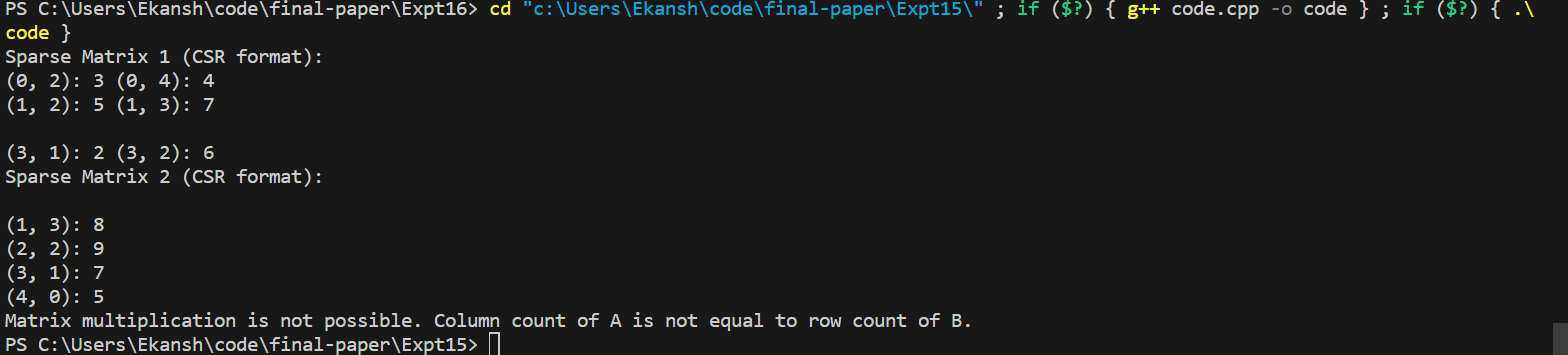 PS C:\Users\Ekansh\code\final-paper\Expt16> cd "c:\Users\Ekansh\code\final-paper\Expt15\" ; if ($?) { g++ code.cpp -o code } ; if ($?) { .\
code }
Sparse Matrix 1 (CSR format):
(0, 2): 3 (0, 4): 4
(1, 2): 5 (1, 3): 7
(3, 1): 2 (3, 2): 6
Sparse Matrix 2 (CSR format):
(1, 3): 8
(2, 2): 9
(3, 1): 7
(4, 0): 5
Matrix multiplication is not possible. Column count of A is not equal to row count of B.
PS C:\Users\Ekansh\code\final-paper\Expt15>